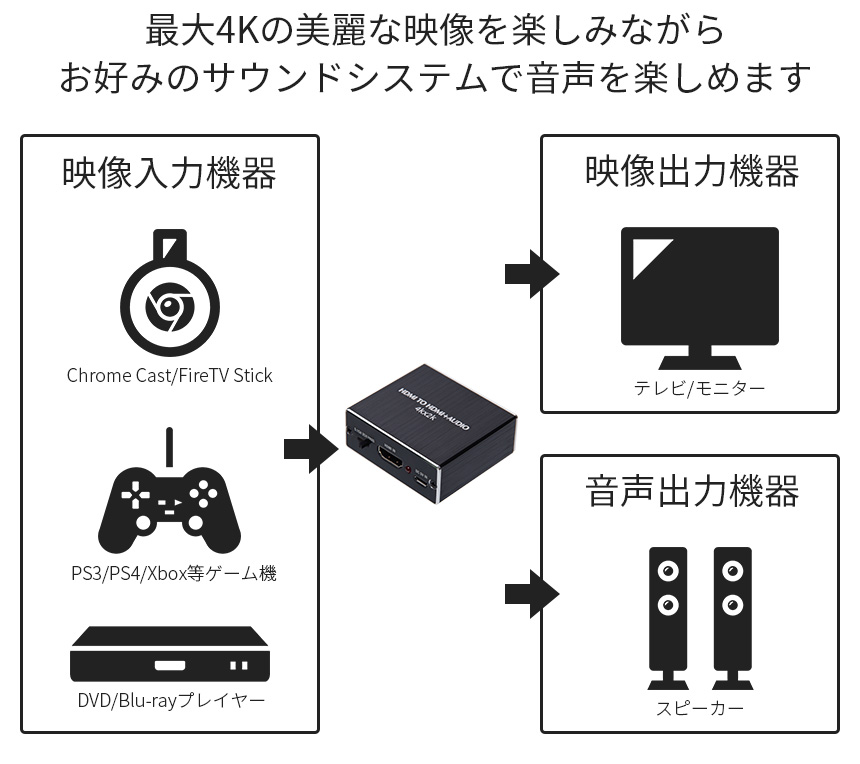 最大4Kの美麗な映像を楽しみながら
お好みのサウンドシステムで音声を楽しめます
映像入力機器
Chrome Cast/FireTV Stick
PS3/PS4/Xbox等ゲーム機
DVD/Blu-rayプレイヤー
HDMI TO HDMI+AUDIO
4kx2k
映像出力機器
テレビ/モニター
音声出力機器
スピーカー